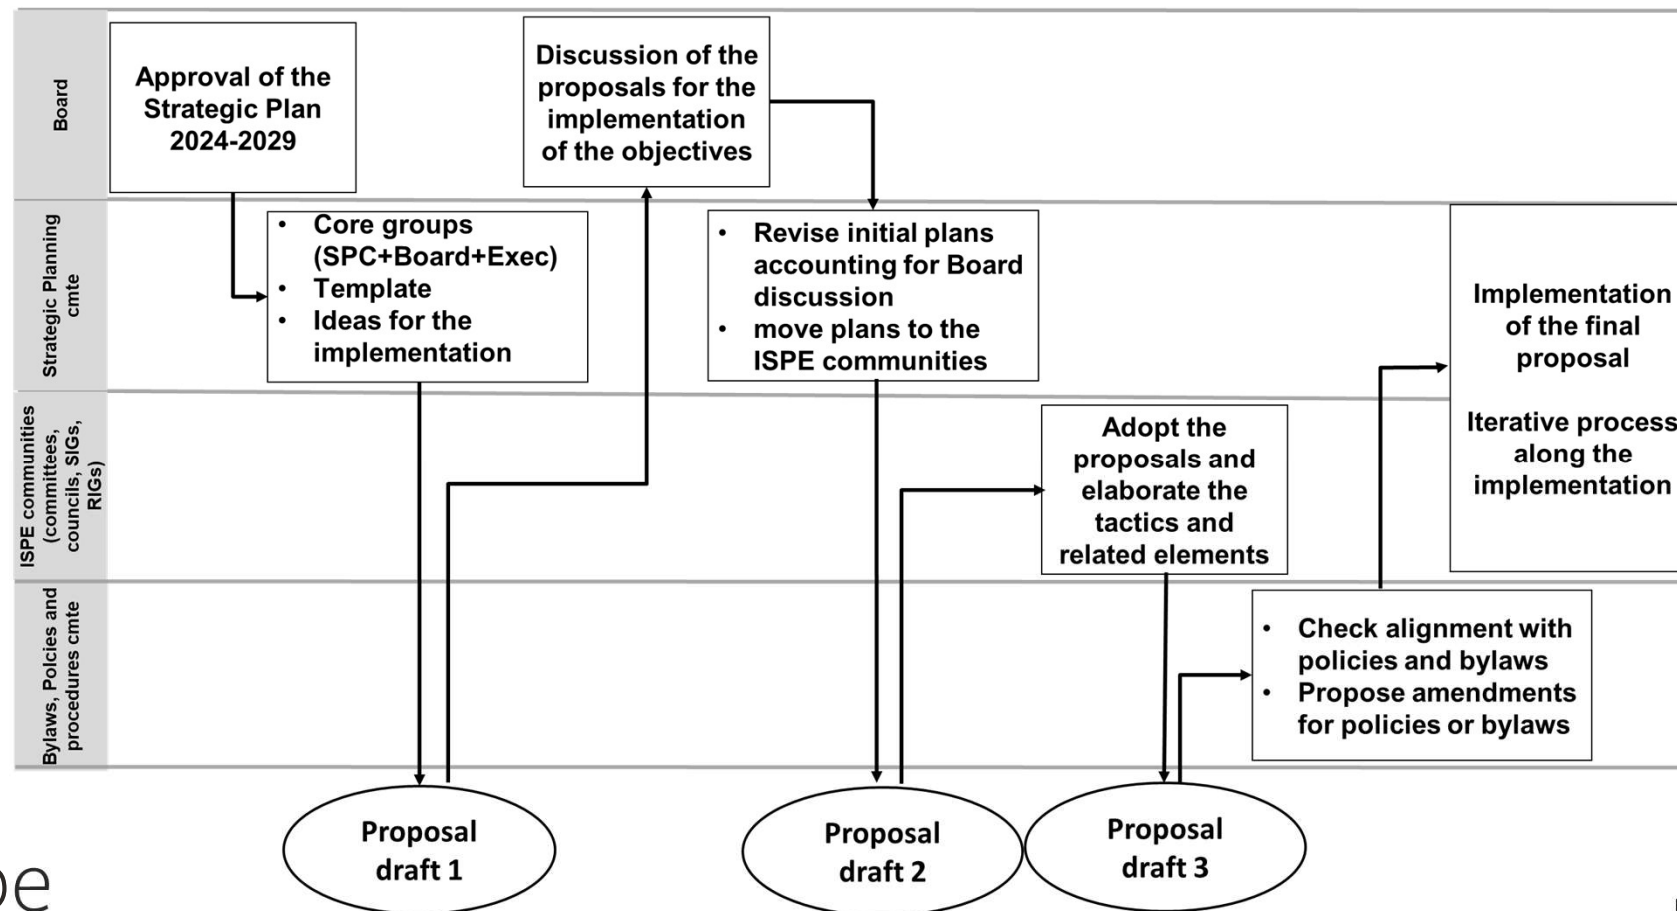 Board
Approval of the
Strategic Plan
2024-2029
Discussion of the
proposals for the
implementation
of the objectives
Strategic Planning
cmte
• Core groups
(SPC+Board+Exec)
• Template
• Ideas for the
implementation
• Revise initial plans
accounting for Board
discussion
• move plans to the
ISPE communities
Implementation
of the final
proposal
Iterative process
along the
implementation
ISPE communities
(committees,
councils, SIGs,
RIGs)
Adopt the
proposals and
elaborate the
tactics and
related elements
Bylaws, Polcies and
procedures cmte
• Check alignment with
policies and bylaws
• Propose amendments
for policies or bylaws
Proposal
draft 1
Proposal
draft 2
Proposal
draft 3